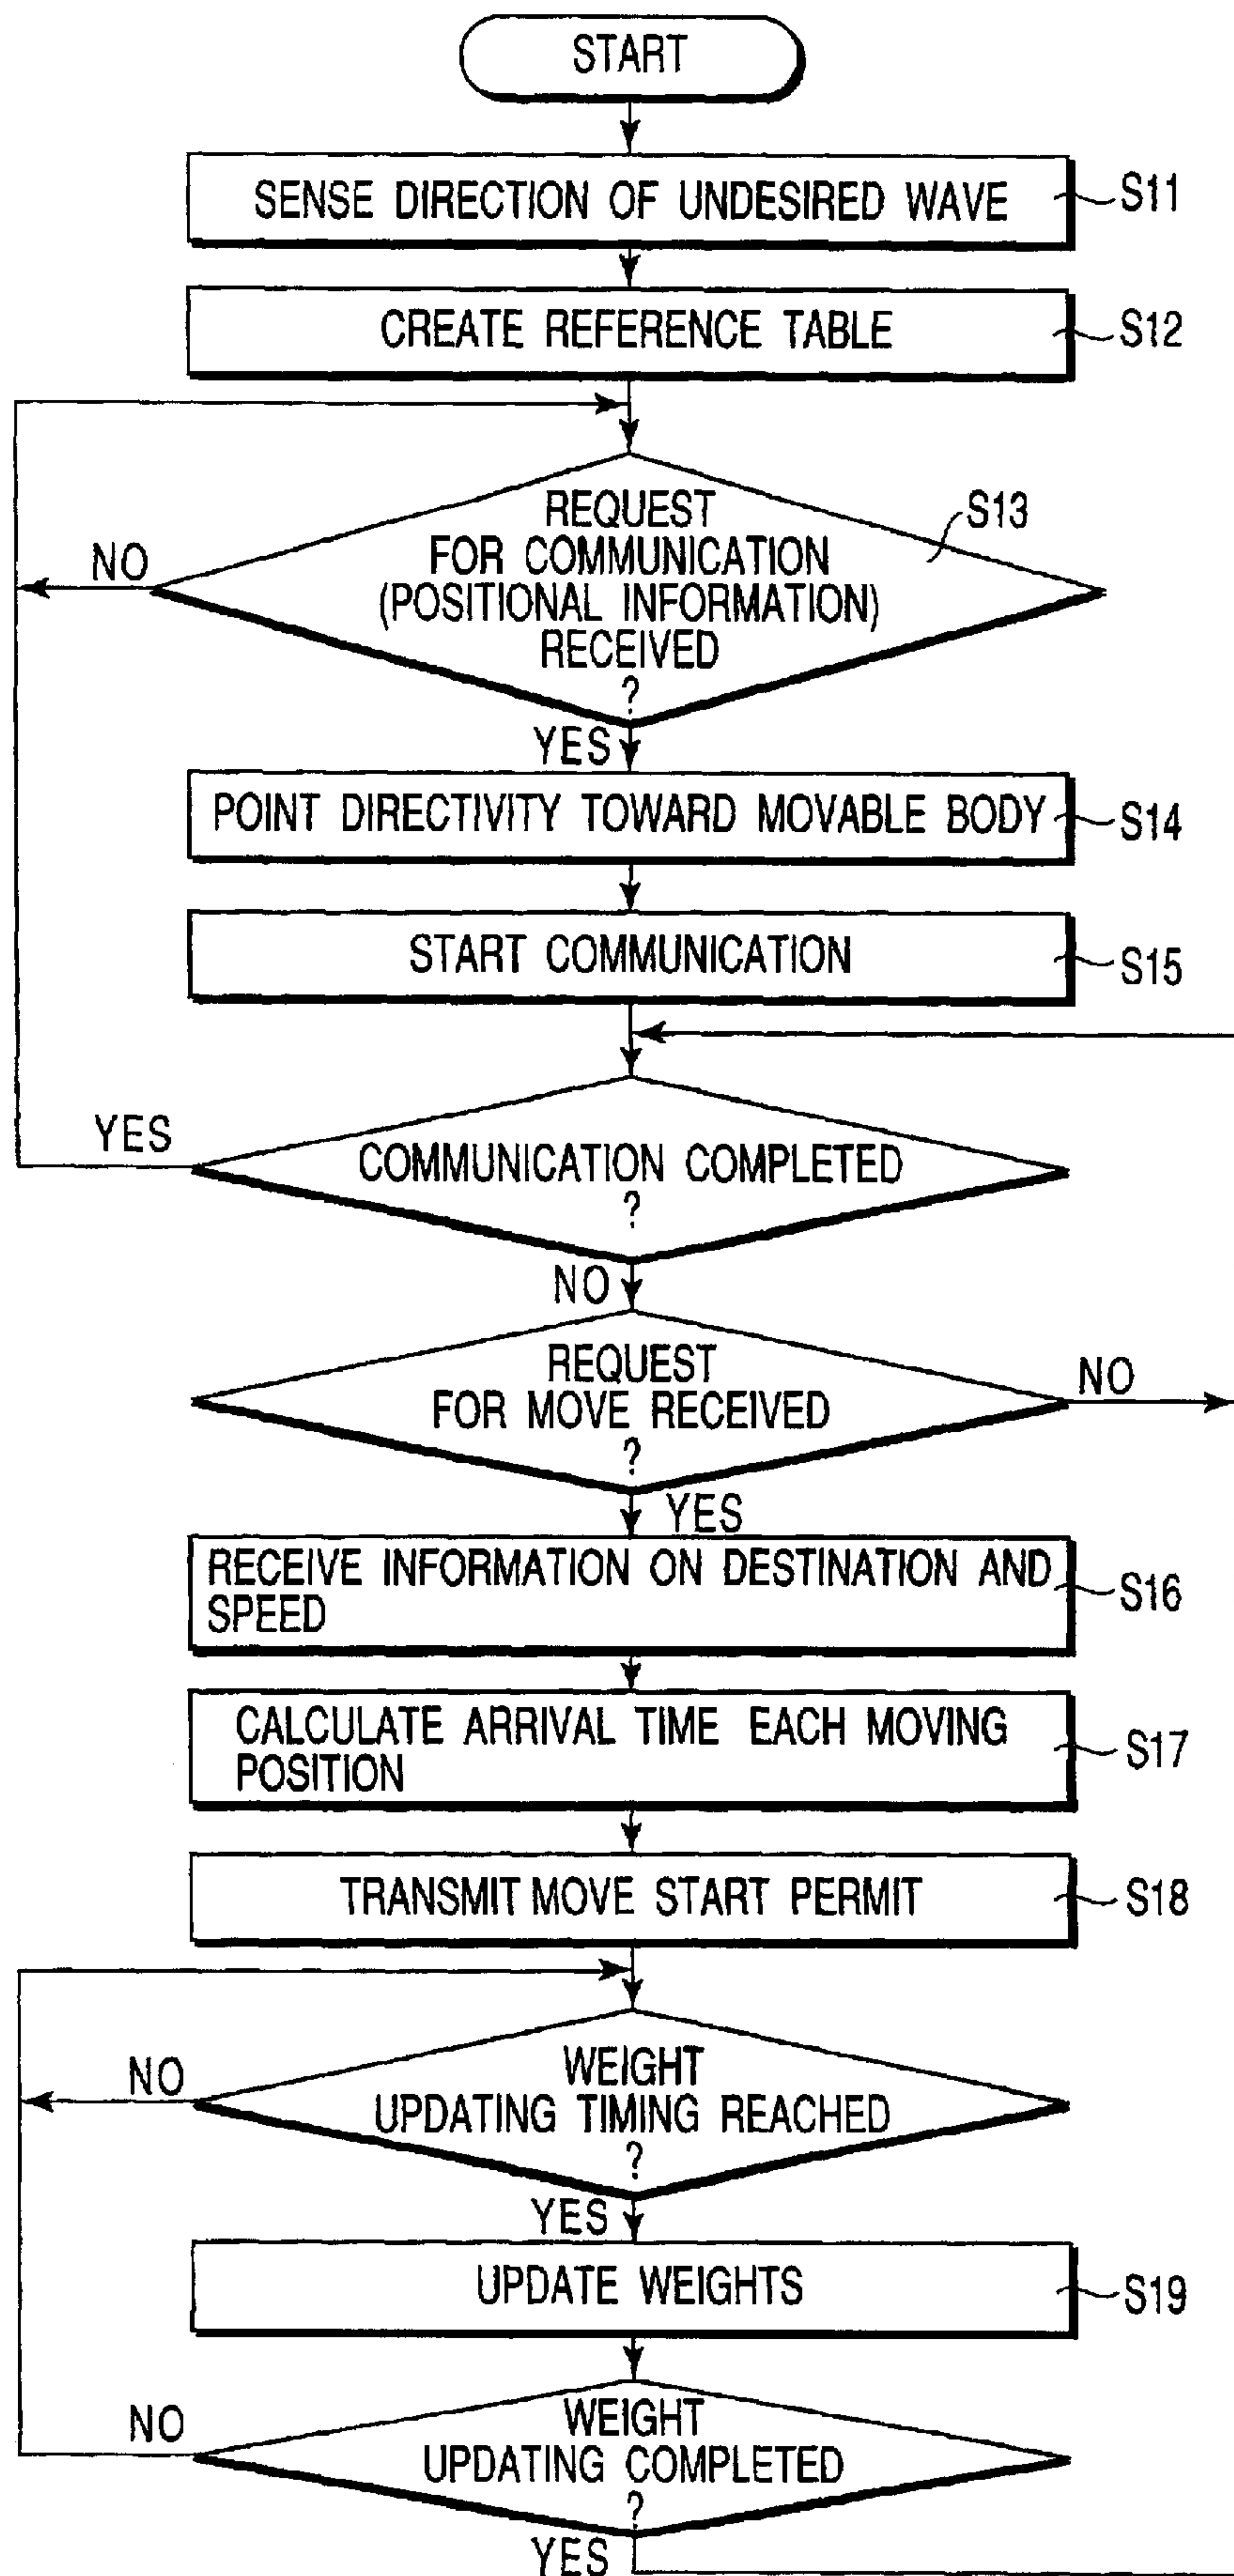 START
SENSE DIRECTION OF UNDESIRED WAVE
S11
CREATE REFERENCE TABLE
S12
REQUEST
FOR COMMUNICATION
(POSITIONAL INFORMATION)
RECEIVED
?
S13
NO
YES
POINT DIRECTIVITY TOWARD MOVABLE BODY
S14
START COMMUNICATION
S15
YES
COMMUNICATION COMPLETED
?
NO
REQUEST
FOR MOVE RECEIVED
?
NO
YES
RECEIVE INFORMATION ON DESTINATION AND
SPEED
S16
CALCULATE ARRIVAL TIME EACH MOVING
POSITION
S17
TRANSMIT MOVE START PERMIT
S18
NO
WEIGHT
UPDATING TIMING REACHED
?
YES
UPDATE WEIGHTS
S19
NO
WEIGHT
UPDATING COMPLETED
?
YES